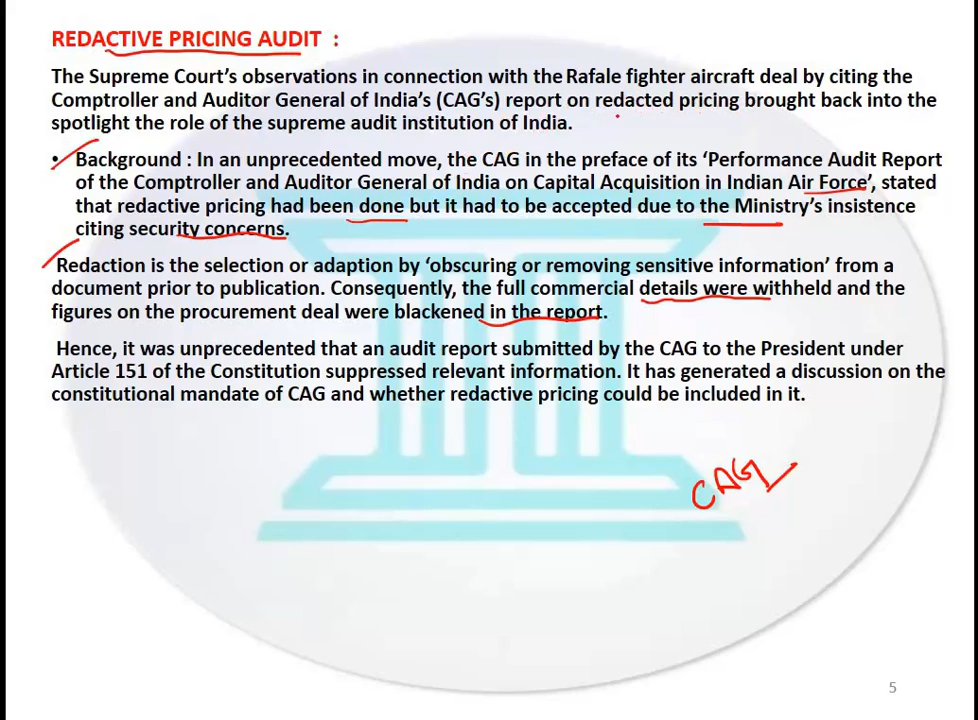 REDACTIVE PRICING AUDIT :
The Supreme Court's observations in connection with the Rafale fighter aircraft deal by citing the
Comptroller and Auditor General of India's (CAG's) report on redacted pricing brought back into the
spotlight the role of the supreme audit institution of India.
• Background : In an unprecedented move, the CAG in the preface of its 'Performance Audit Report
of the Comptroller and Auditor General of India on Capital Acquisition in Indian Air Force', stated
that redactive pricing had been done but it had to be accepted due to the Ministry's insistence
citing security concerns.
Redaction is the selection or adaption by 'obscuring or removing sensitive information' from a
document prior to publication. Consequently, the full commercial details were withheld and the
figures on the procurement deal were blackened in the report.
Hence, it was unprecedented that an audit report submitted by the CAG to the President under
Article 151 of the Constitution suppressed relevant information. It has generated a discussion on the
constitutional mandate of CAG and whether redactive pricing could be included in it.
CAG
5